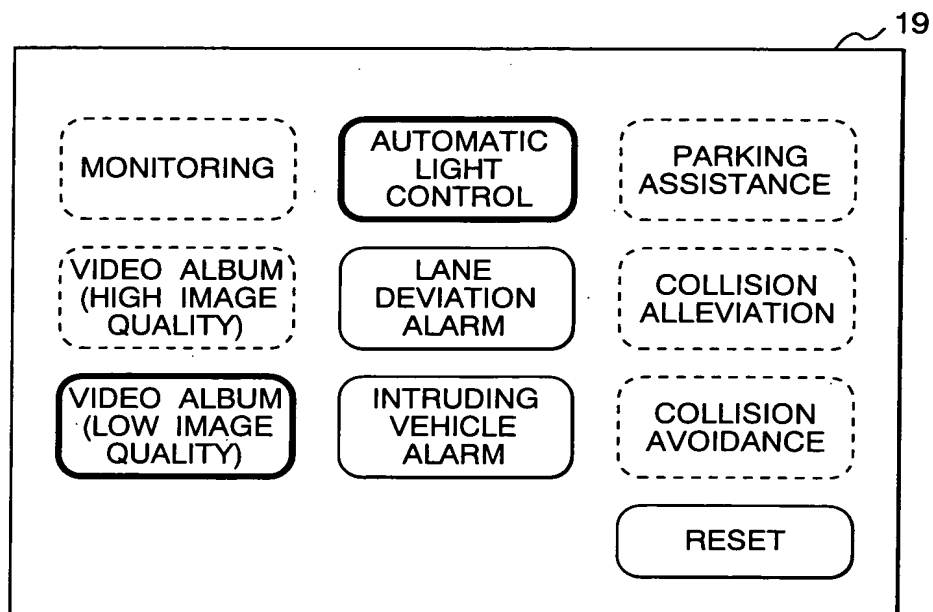 19
MONITORING
AUTOMATIC
LIGHT
CONTROL
PARKING
ASSISTANCE
VIDEO ALBUM
(HIGH IMAGE
QUALITY)
LANE
DEVIATION
ALARM
COLLISION
ALLEVIATION
VIDEO ALBUM
(LOW IMAGE
QUALITY)
INTRUDING
VEHICLE
ALARM
COLLISION
AVOIDANCE
RESET